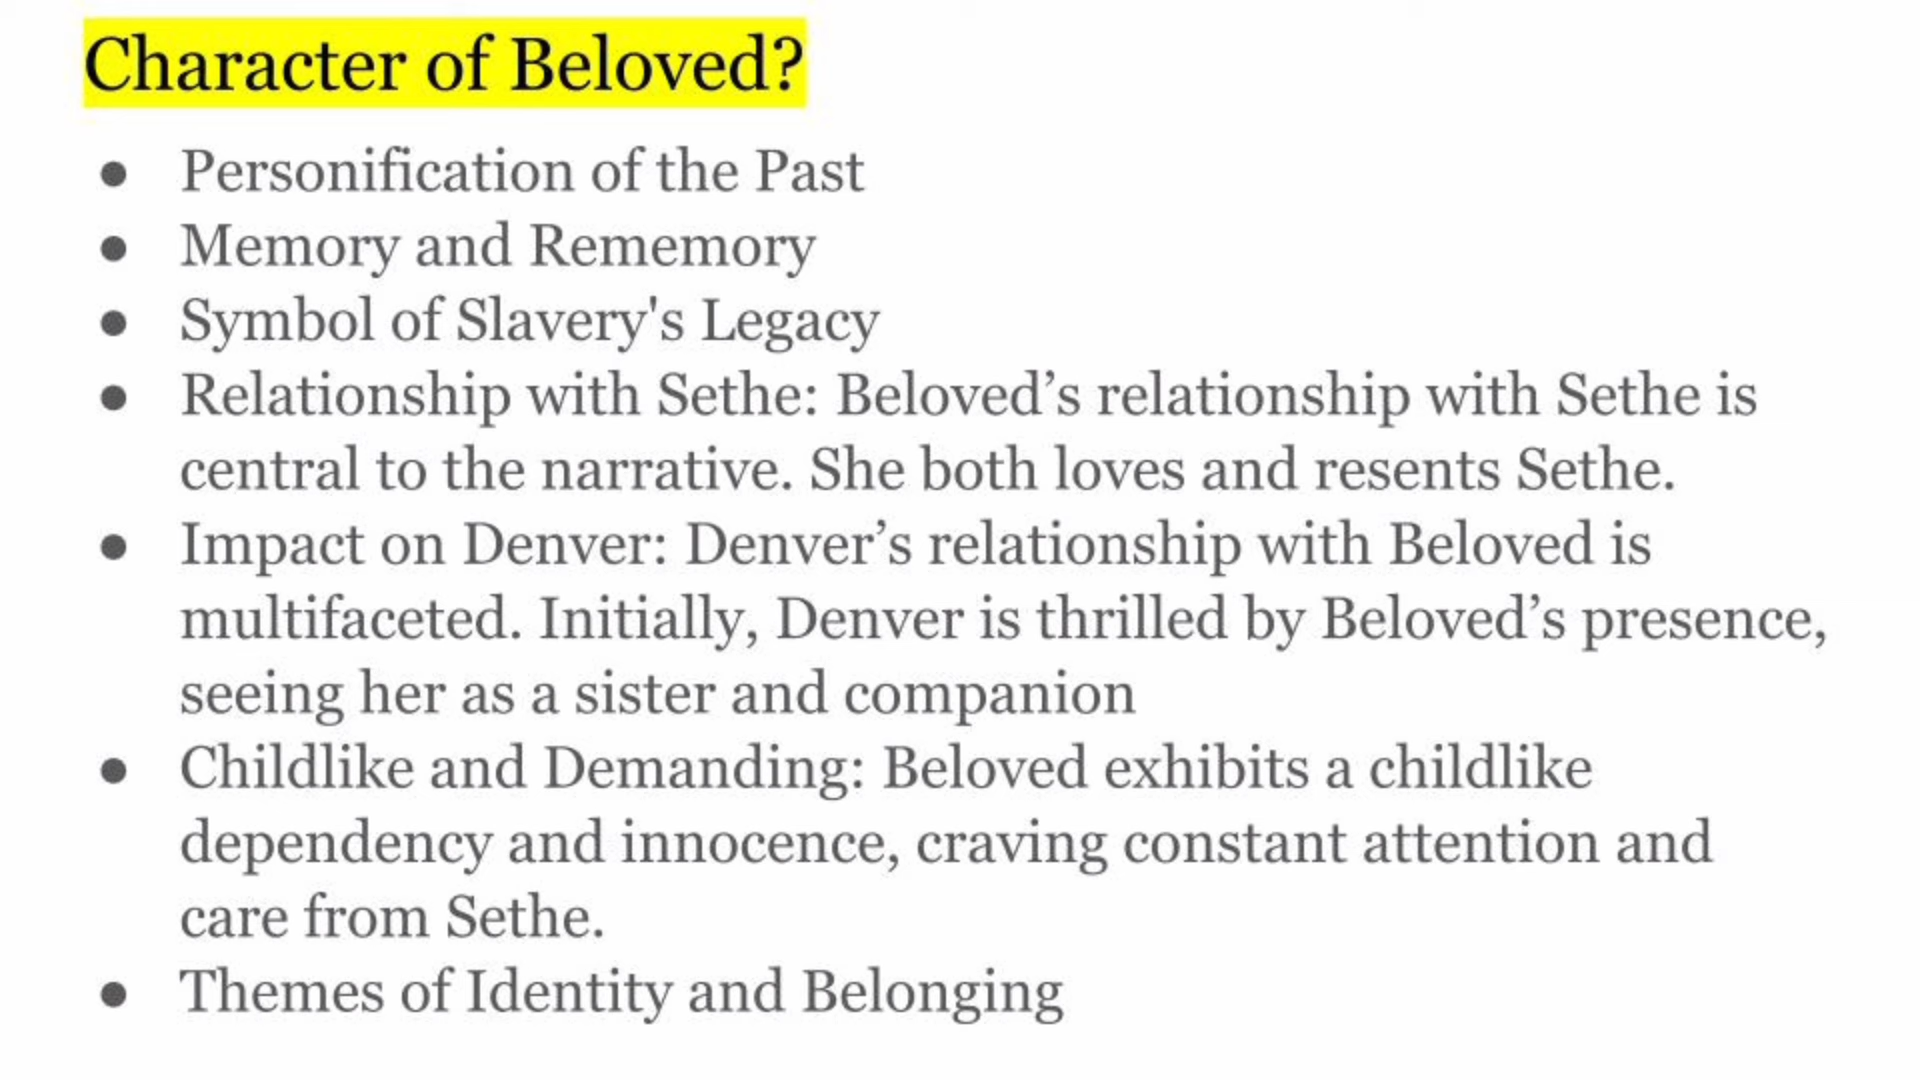 Character of Beloved?
● Personification of the Past
● Memory and Rememory
● Symbol of Slavery's Legacy
● Relationship with Sethe: Beloved’s relationship with Sethe is
central to the narrative. She both loves and resents Sethe.
● Impact on Denver: Denver’s relationship with Beloved is
multifaceted. Initially, Denver is thrilled by Beloved’s presence,
seeing her as a sister and companion
● Childlike and Demanding: Beloved exhibits a childlike
dependency and innocence, craving constant attention and
care from Sethe.
● Themes of Identity and Belonging